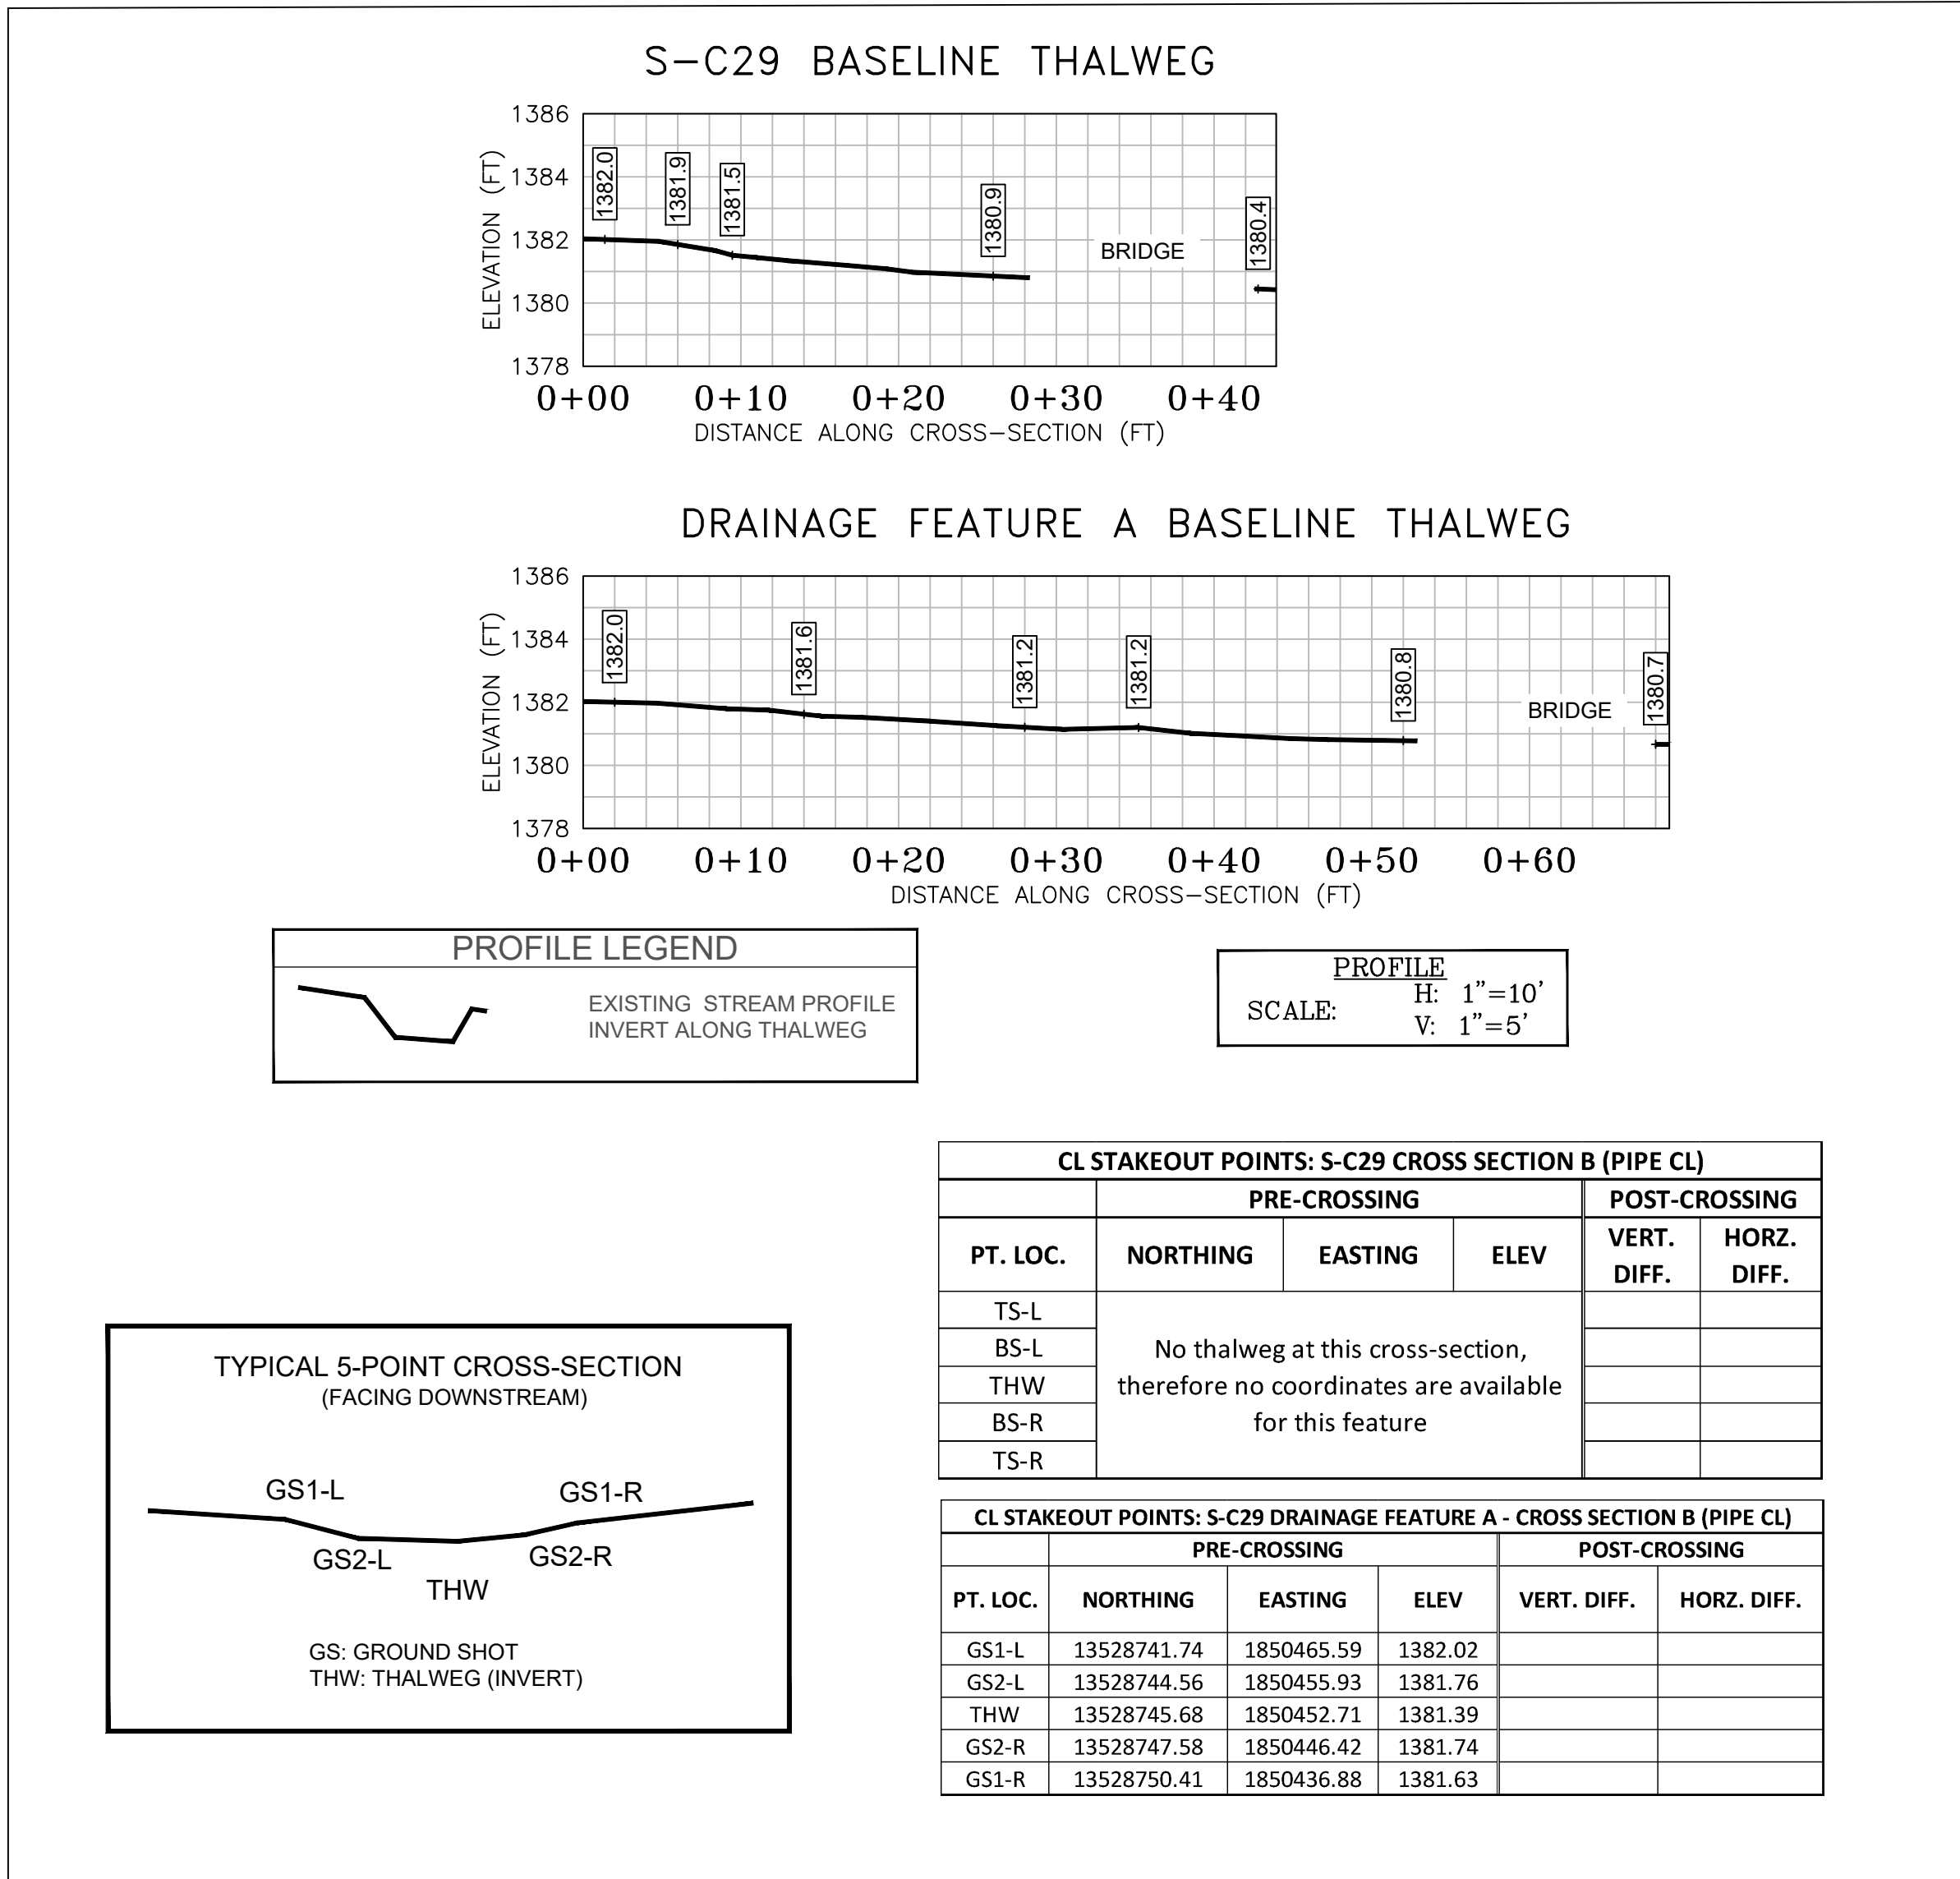 S-C29 BASELINE THALWEG
1386
1384
1382
1380
1378
ELEVATION (FT)
1382.0
1381.9
1381.5
1380.9
BRIDGE
1380.4
0+00 0+10 0+20 0+30 0+40
DISTANCE ALONG CROSS-SECTION (FT)
DRAINAGE FEATURE A BASELINE THALWEG
1386
1384
1382
1380
1378
ELEVATION (FT)
1382.0
1381.6
1381.2
1381.2
1380.8
BRIDGE
1380.7
0+00 0+10 0+20 0+30 0+40 0+50 0+60
DISTANCE ALONG CROSS-SECTION (FT)
PROFILE LEGEND
EXISTING STREAM PROFILE
INVERT ALONG THALWEG
PROFILE
SCALE:
H: 1"=10'
V: 1"=5'
CL STAKEOUT POINTS: S-C29 CROSS SECTION B (PIPE CL)
PRE-CROSSING POST-CROSSING
PT. LOC. NORTHING EASTING ELEV VERT. DIFF. HORZ. DIFF.
TS-L
BS-L
THW
BS-R
TS-R
No thalweg at this cross-section,
therefore no coordinates are available
for this feature
TYPICAL 5-POINT CROSS-SECTION
(FACING DOWNSTREAM)
GS1-L
GS1-R
GS2-L
GS2-R
THW
GS: GROUND SHOT
THW: THALWEG (INVERT)
CL STAKEOUT POINTS: S-C29 DRAINAGE FEATURE A - CROSS SECTION B (PIPE CL)
PRE-CROSSING POST-CROSSING
PT. LOC. NORTHING EASTING ELEV VERT. DIFF. HORZ. DIFF.
GS1-L 13528741.74 1850465.59 1382.02
GS2-L 13528744.56 1850455.93 1381.76
THW 13528745.68 1850452.71 1381.39
GS2-R 13528747.58 1850446.42 1381.74
GS1-R 13528750.41 1850436.88 1381.63